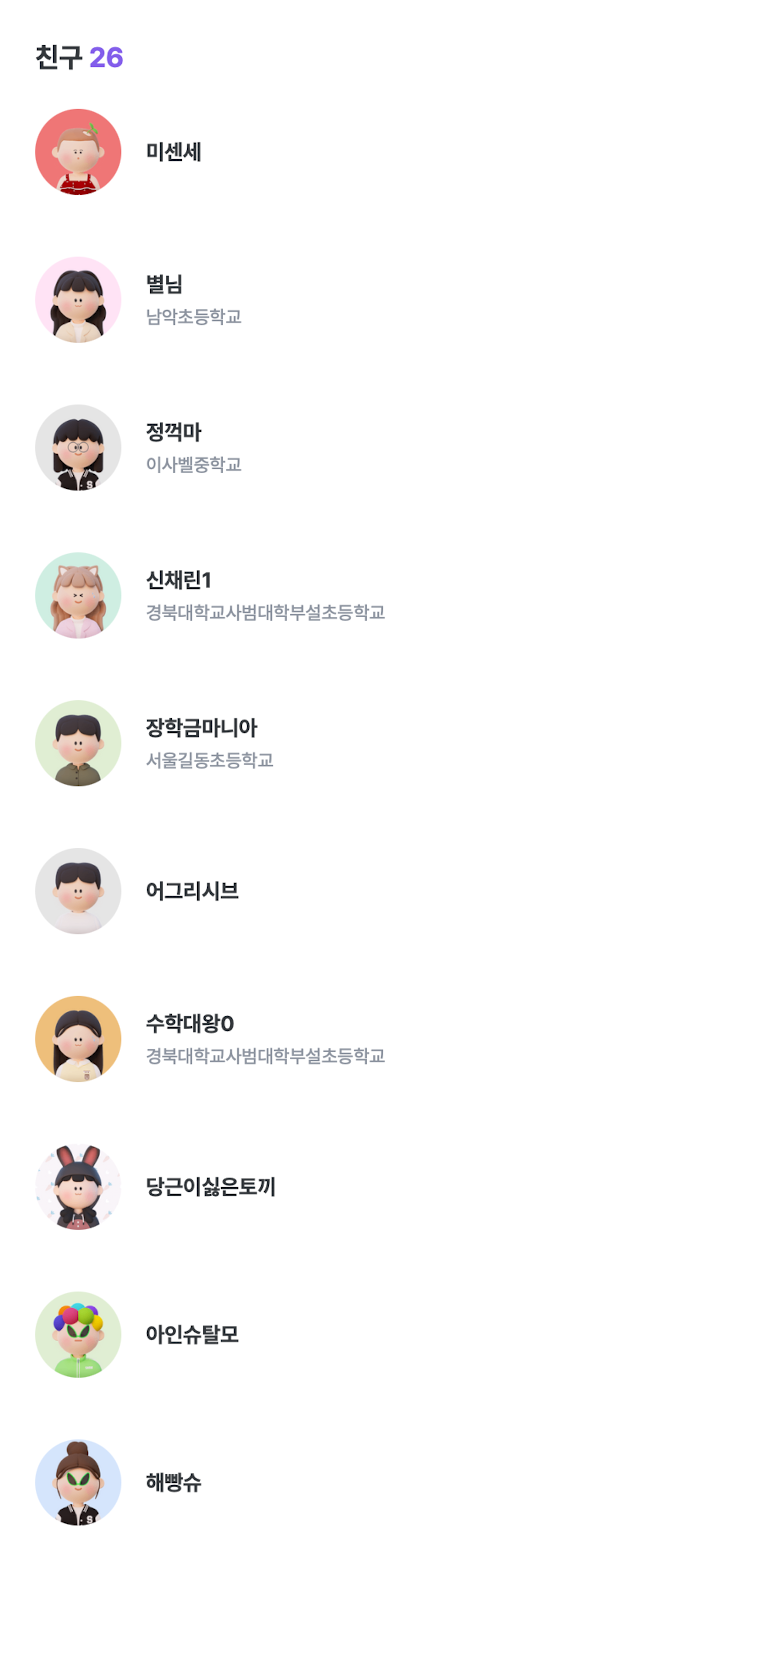 친구 26
미센세
별님
남악초등학교
정꺽마
이사벨중학교
신채린1
경북대학교사범대학부설초등학교
장학금마니아
서울길동초등학교
어그리시브
수학대왕0
경북대학교사범대학부설초등학교
당근이싫은토끼
아인슈탈모
해빵슈